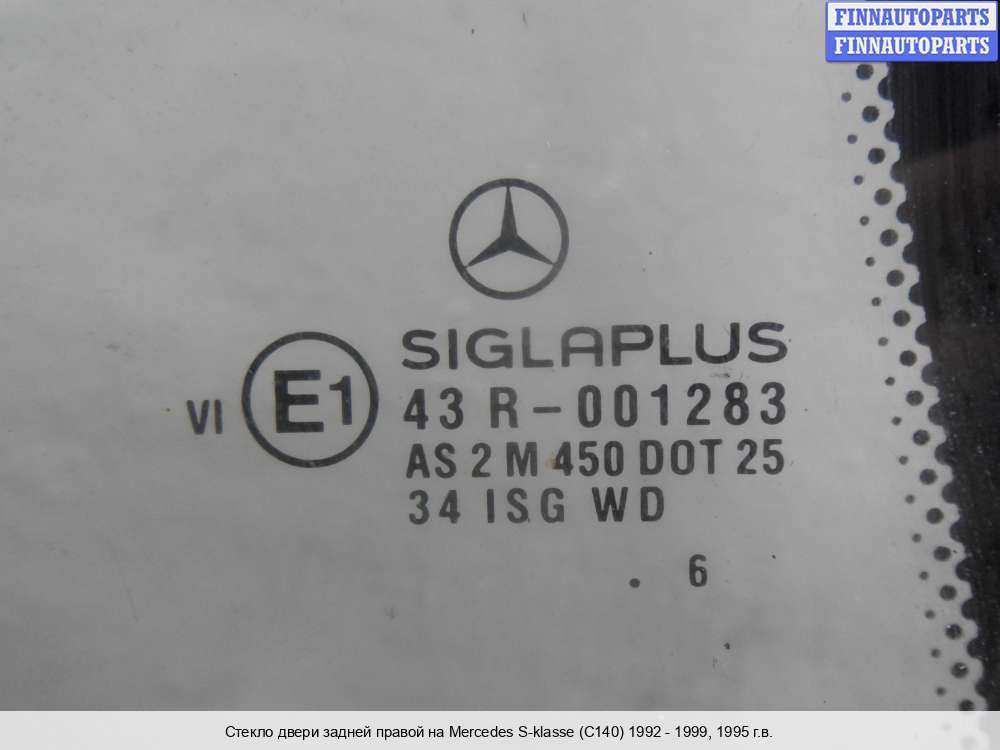 FINNAUTOPARTS
FINNAUTOPARTS
SIGLAPLUS
VI E1 43 R-001283
AS 2 M 450 DOT 25
34 ISG WD
. 6
Стекло двери задней правой на Mercedes S-klasse (C140) 1992 - 1999, 1995 г.в.